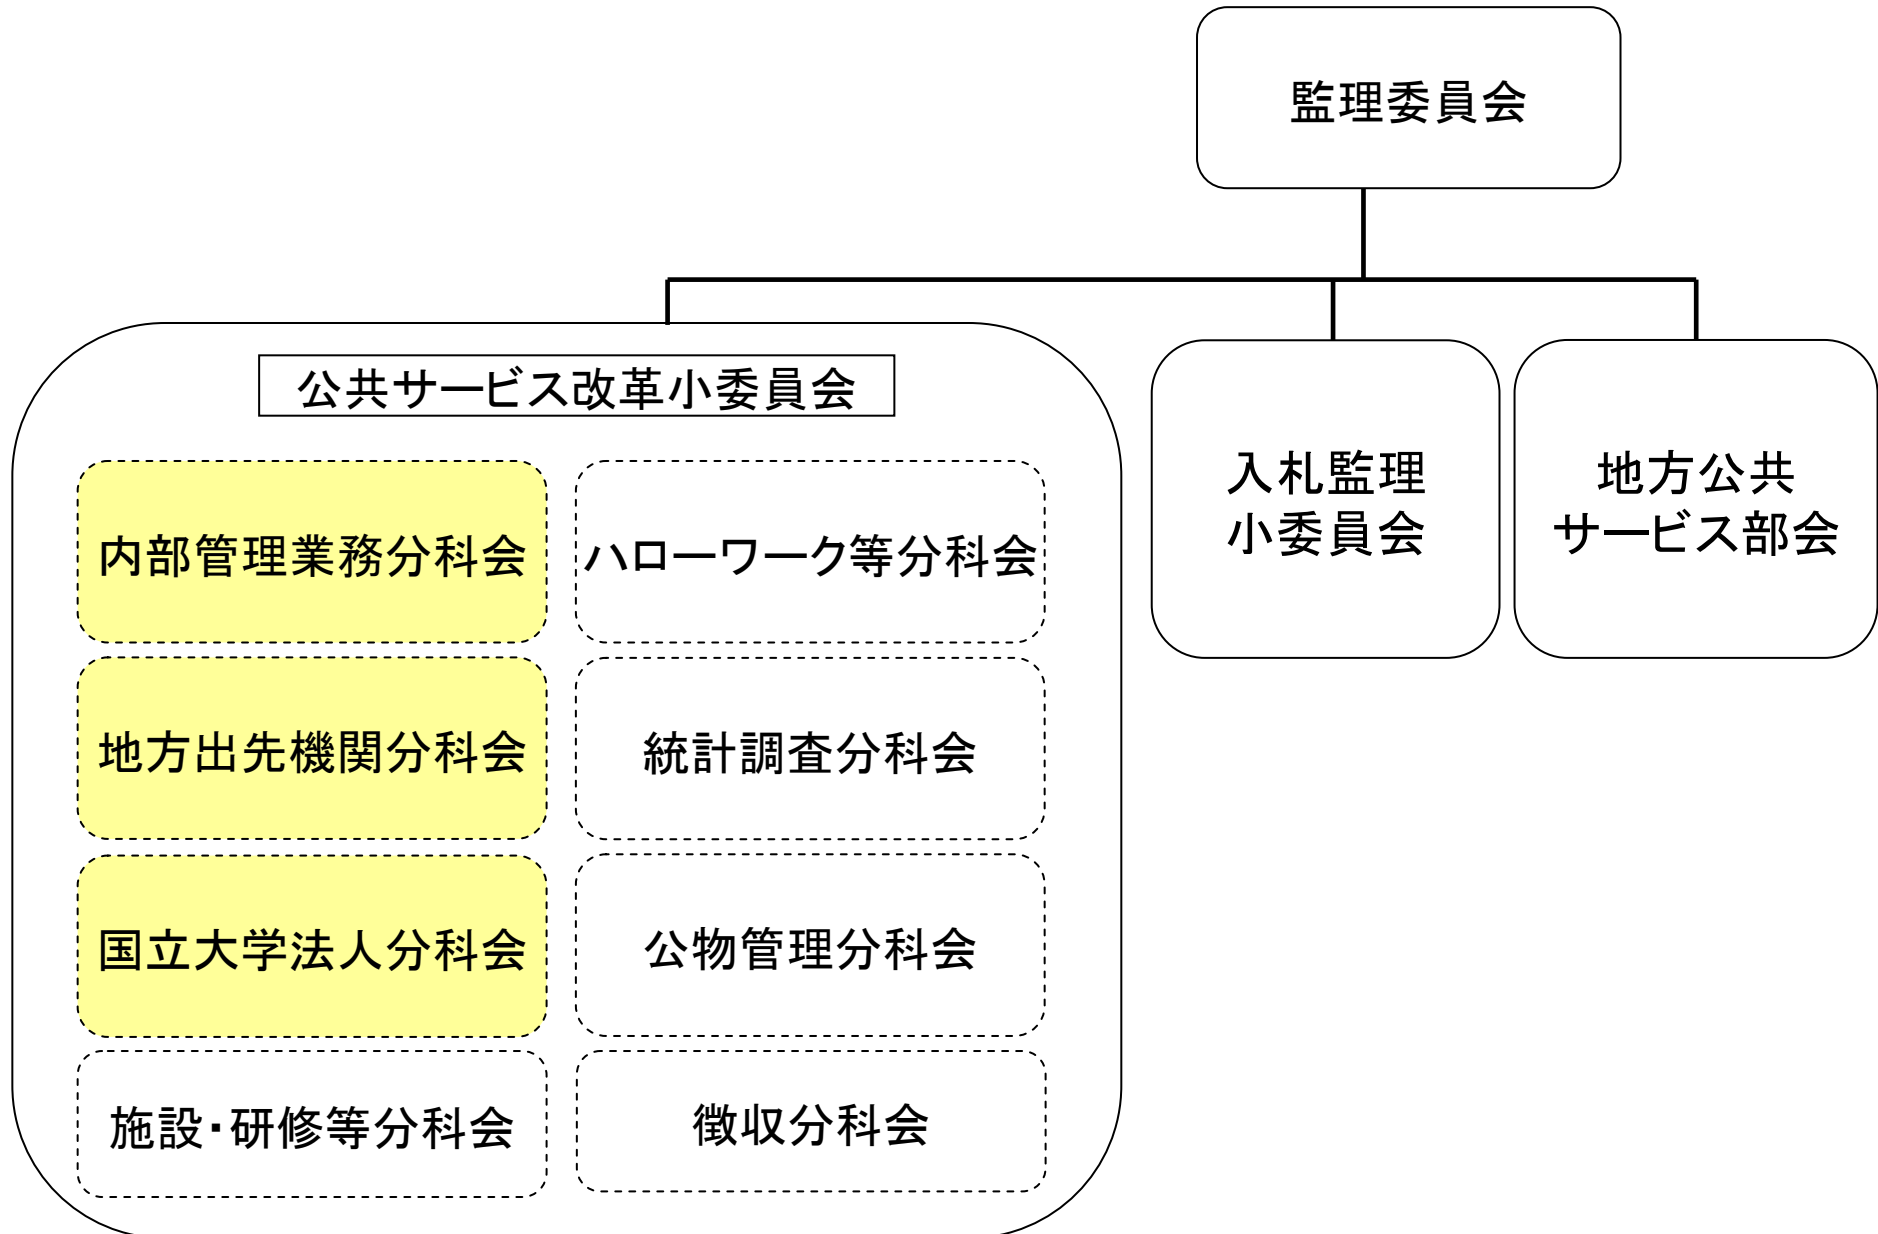 監理委員会
公共サービス改革小委員会
内部管理業務分科会
ハローワーク等分科会
地方出先機関分科会
統計調査分科会
国立大学法人分科会
公物管理分科会
施設・研修等分科会
徴収分科会
入札監理
小委員会
地方公共
サービス部会